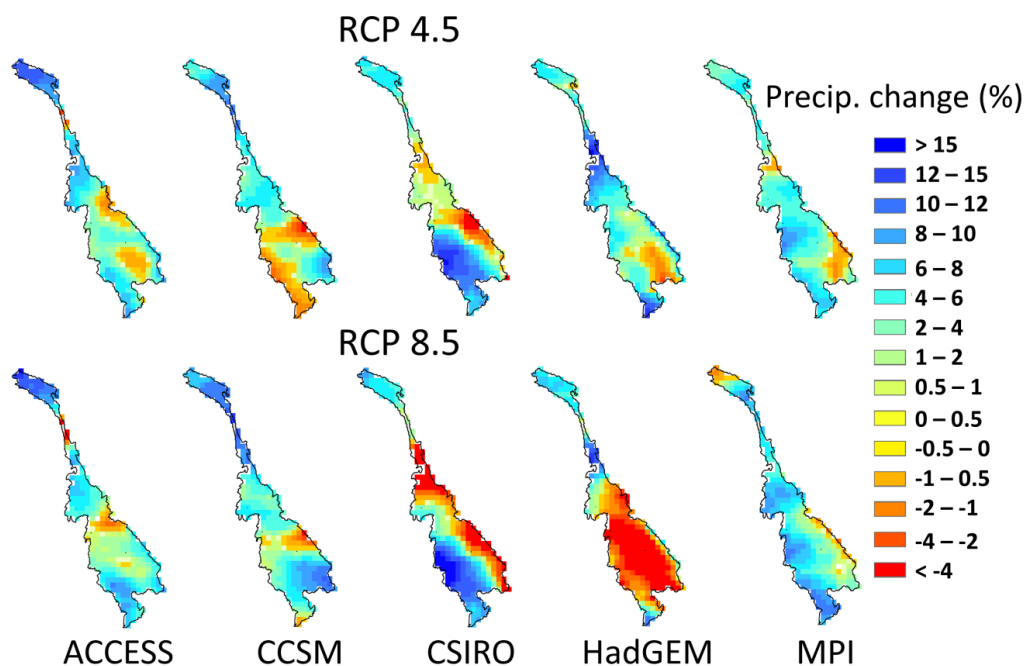 RCP 4.5
Precip. change (%)
> 15
12 – 15
10 – 12
8 – 10
6 – 8
4 – 6
2 – 4
1 – 2
0.5 – 1
0 – 0.5
-0.5 – 0
-1 – 0.5
-2 – -1
-4 – -2
< -4
RCP 8.5
ACCESS CCSM CSIRO HadGEM MPI